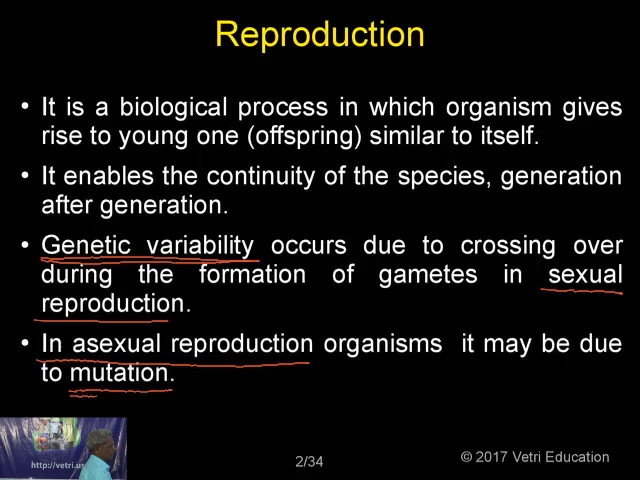 Reproduction
• It is a biological process in which organism gives
rise to young one (offspring) similar to itself.
• It enables the continuity of the species, generation
after generation.
• Genetic variability occurs due to crossing over
during the formation of gametes in sexual
reproduction.
• In asexual reproduction organisms it may be due
to mutation.
http://vetri.us
2/34
© 2017 Vetri Education